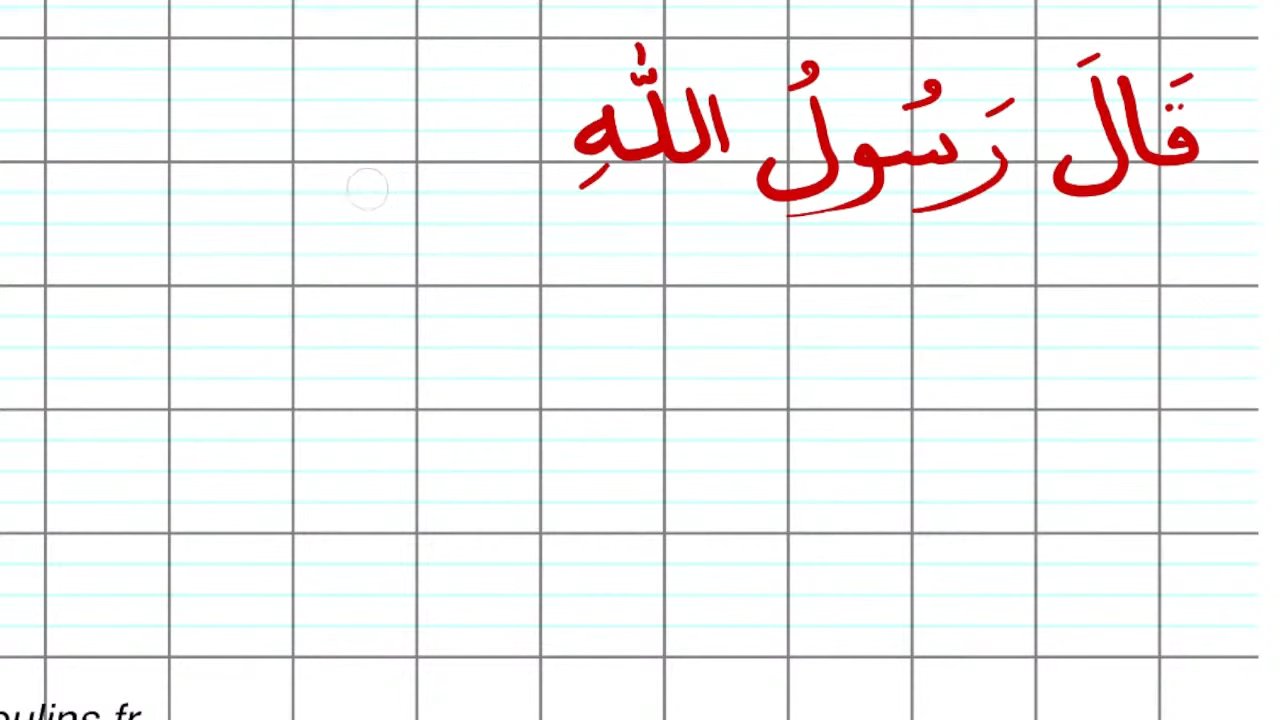 قَالَ رَسُولُ اللّٰهِ